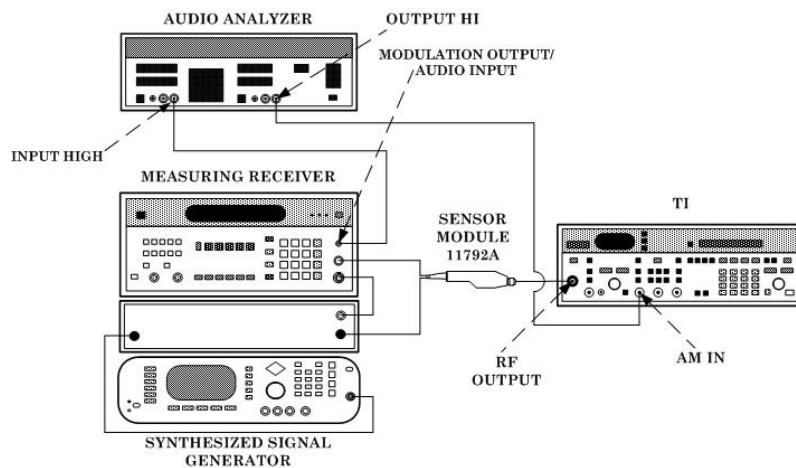 AUDIO ANALYZER
OUTPUT HI
MODULATION OUTPUT/
AUDIO INPUT
INPUT HIGH
MEASURING RECEIVER
SENSOR
MODULE
11792A
TI
RF
OUTPUT
AM IN
SYNTHESIZED SIGNAL
GENERATOR